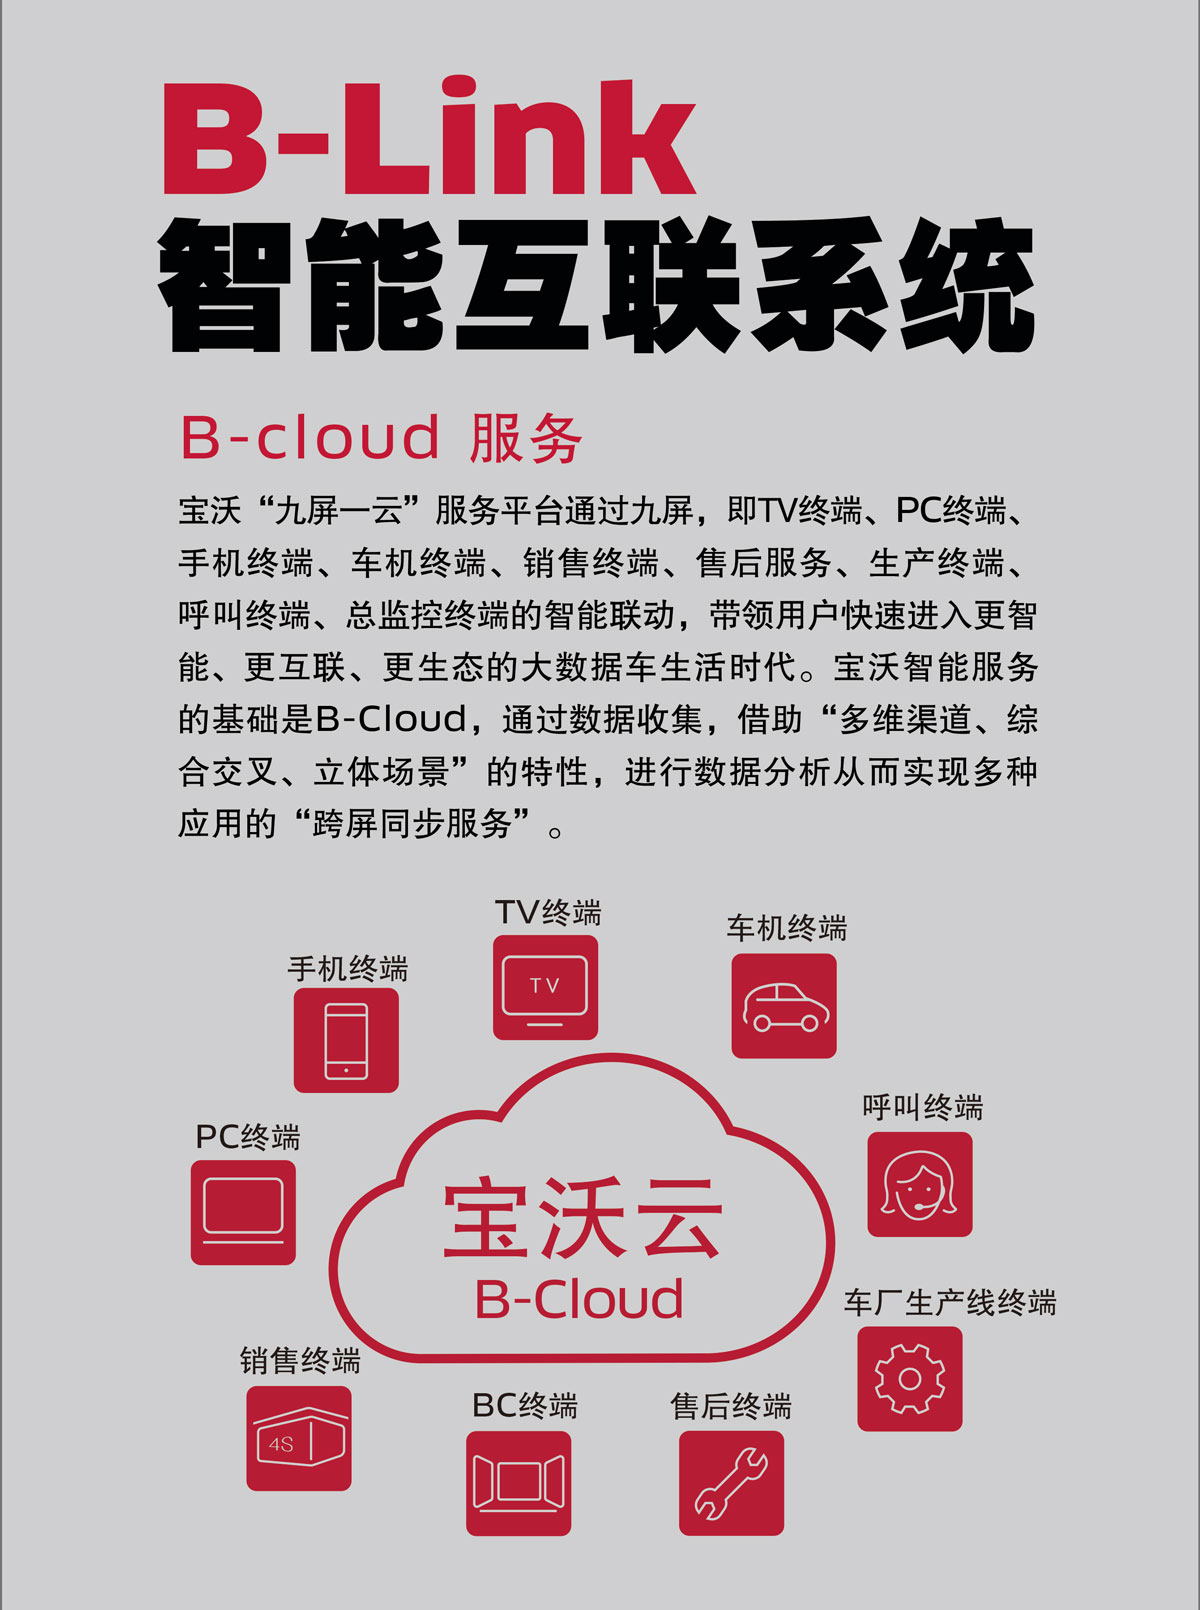 B-Link
智能互联系统
B-cloud 服务
宝沃“九屏一云”服务平台通过九屏，即TV终端、PC终端、
手机终端、车机终端、销售终端、售后服务、生产终端、
呼叫终端、总监控终端的智能联动，带领用户快速进入更智
能、更互联、更生态的大数据车生活时代。宝沃智能服务
的基础是B-Cloud，通过数据收集，借助“多维渠道、综
合交叉、立体场景”的特性，进行数据分析从而实现多种
应用的“跨屏同步服务”。
TV终端
车机终端
手机终端
TV
呼叫终端
PC终端
宝沃云
B-Cloud
车厂生产线终端
销售终端
4S
BC终端
售后终端